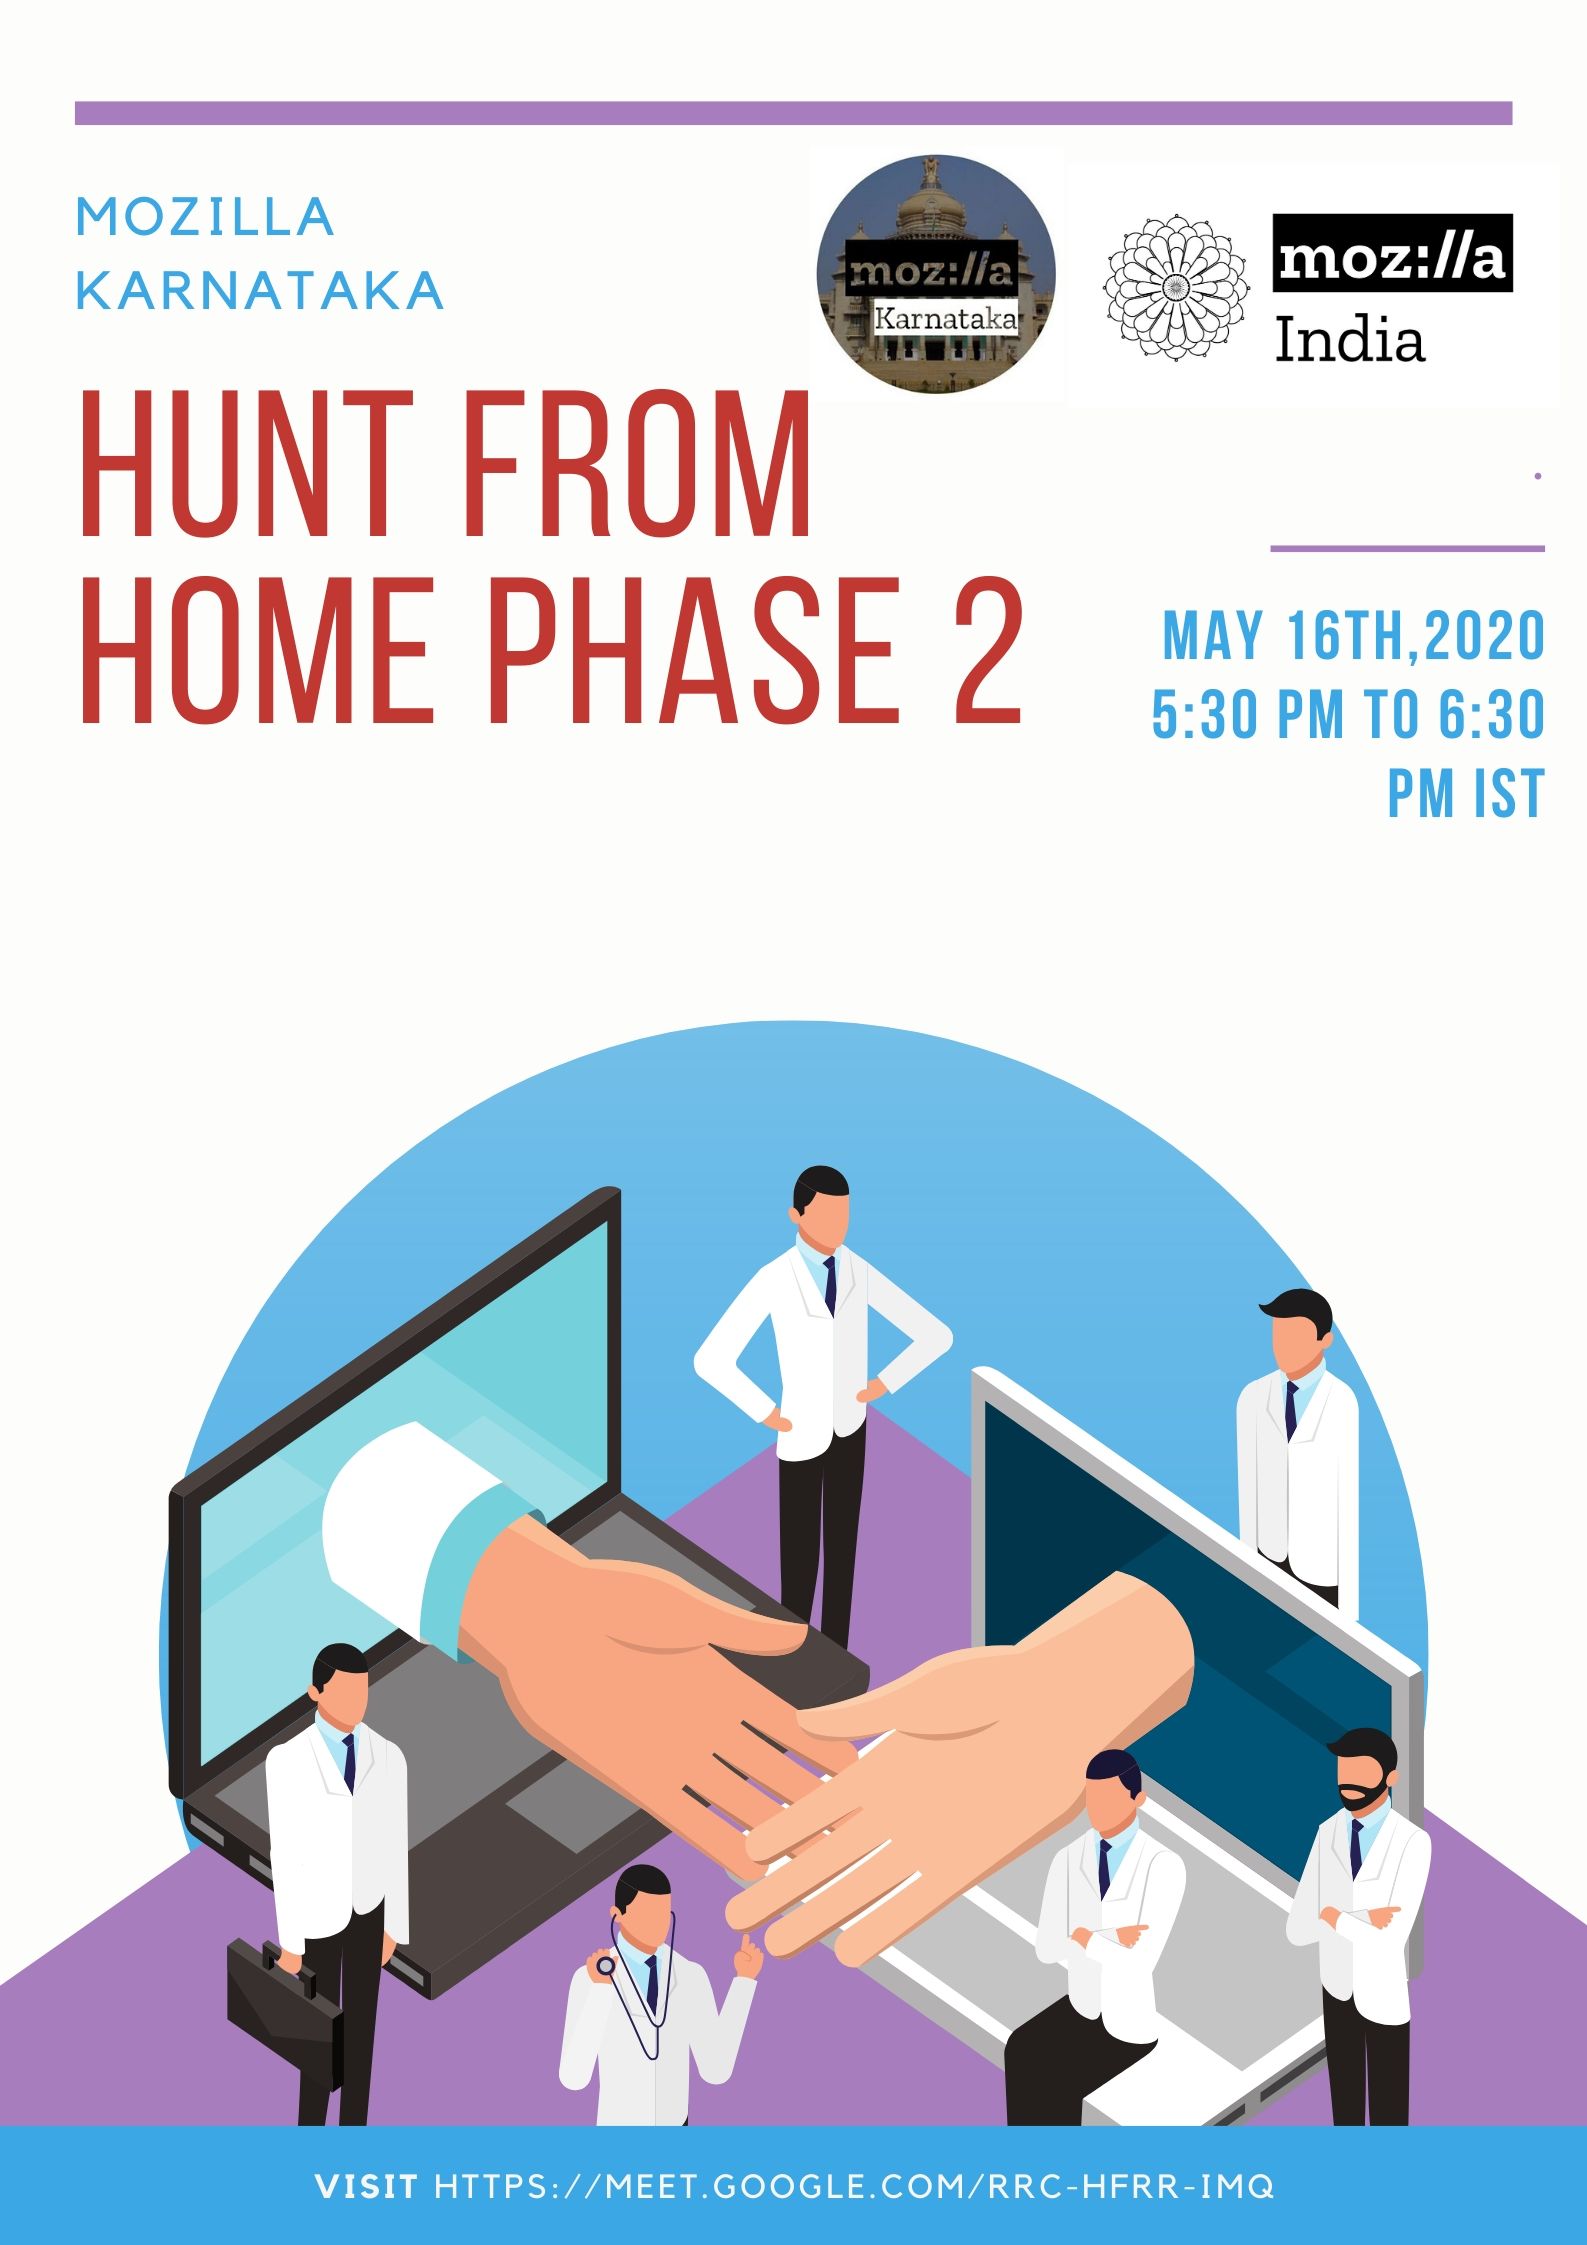 MOZILLA
KARNATAKA
moz://a
Karnataka
moz://a
India
HUNT FROM
HOME PHASE 2
MAY 16TH,2020
5:30 PM TO 6:30
PM IST
VISIT HTTPS://MEET.GOOGLE.COM/RRC-HFRR-IMQ